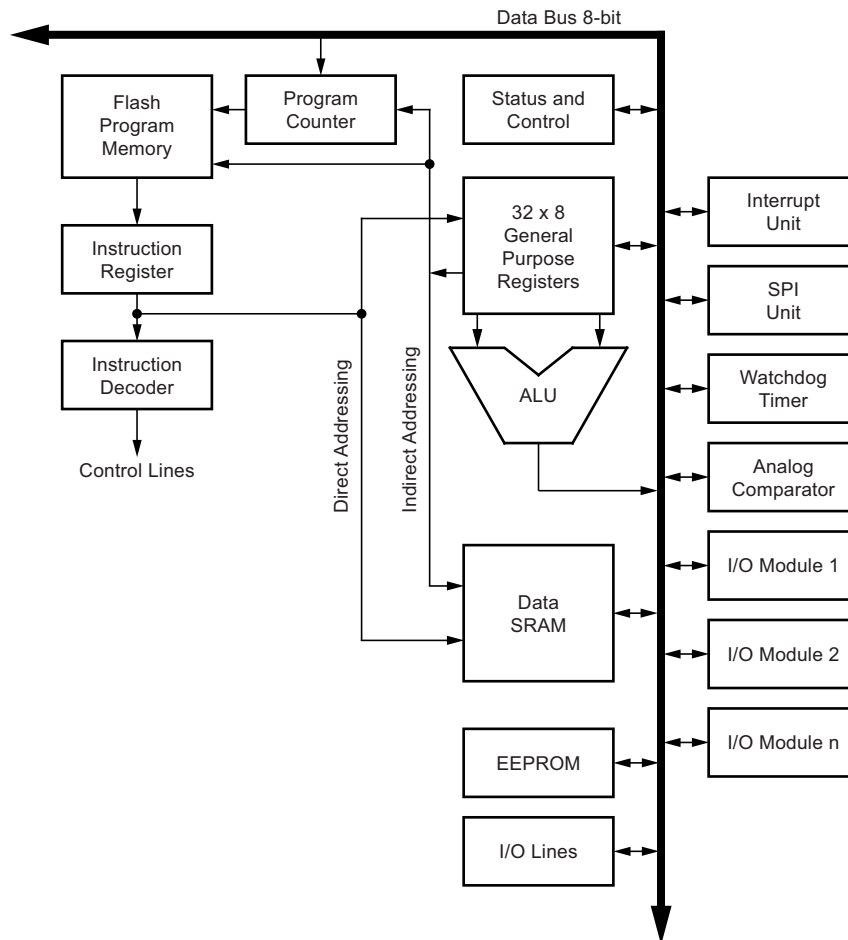 Data Bus 8-bit
Flash
Program
Memory
Program
Counter
Status and
Control
32 x 8
General
Purpose
Registers
Interrupt
Unit
Instruction
Register
SPI
Unit
Instruction
Decoder
Direct Addressing
Indirect Addressing
ALU
Watchdog
Timer
Control Lines
Analog
Comparator
Data
SRAM
I/O Module 1
I/O Module 2
I/O Module n
EEPROM
I/O Lines